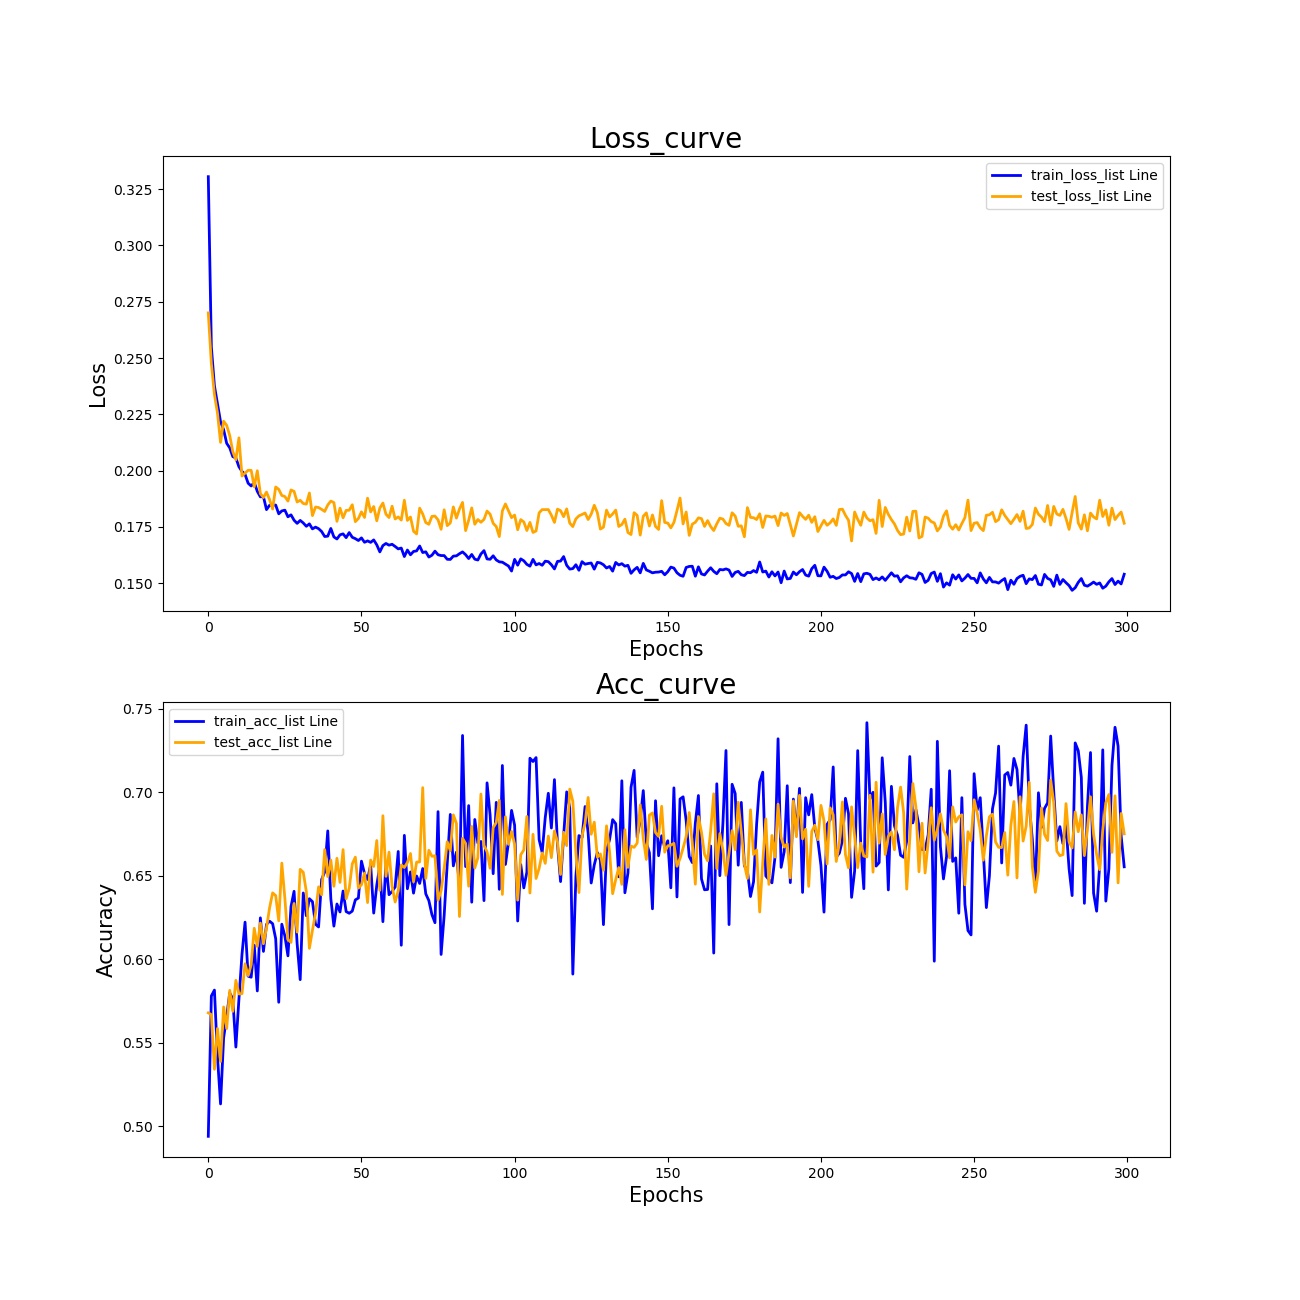 Loss_curve
train_loss_list Line
test_loss_list Line
0.325
0.300
0.275
0.250
0.225
0.200
0.175
0.150
Loss
0 50 100 150 200 250 300
Epochs
Acc_curve
train_acc_list Line
test_acc_list Line
0.75
0.70
0.65
0.60
0.55
0.50
Accuracy
0 50 100 150 200 250 300
Epochs